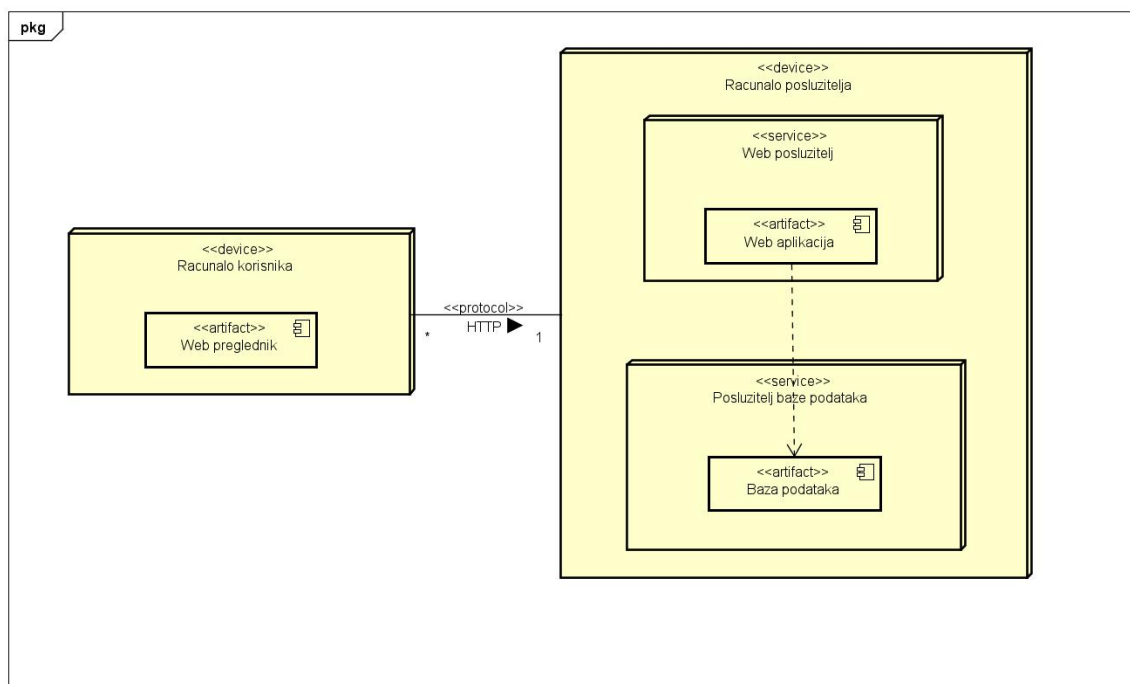 pkg
<<device>>
Racunalo posluzitelja
<<service>>
Web posluzitelj
<<artifact>>
Web aplikacija
<<device>>
Racunalo korisnika
<<artifact>>
Web preglednik
<<protocol>>
HTTP
*
1
<<service>>
Posluzitelj baze podataka
<<artifact>>
Baza podataka